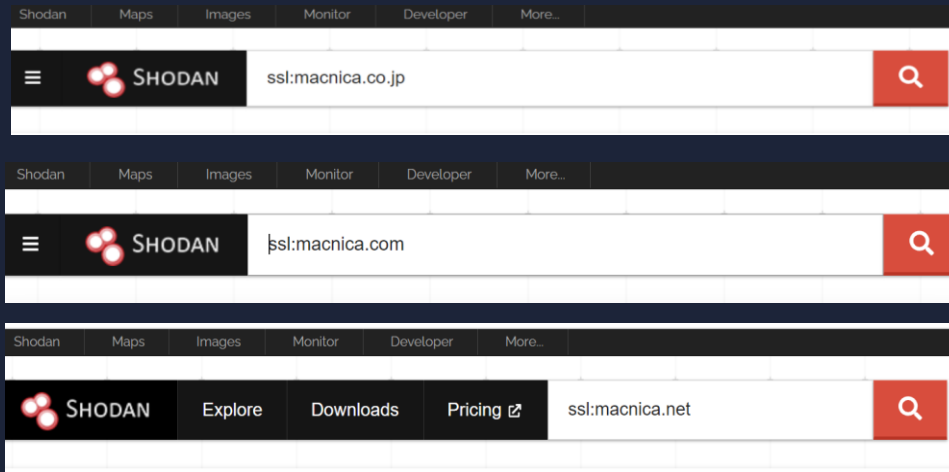 Shodan Maps Images Monitor Developer More...
SHODAN ssl:macnica.co.jp
Shodan Maps Images Monitor Developer More...
SHODAN ssl:macnica.com
Shodan Maps Images Monitor Developer More...
SHODAN Explore Downloads Pricing ssl:macnica.net